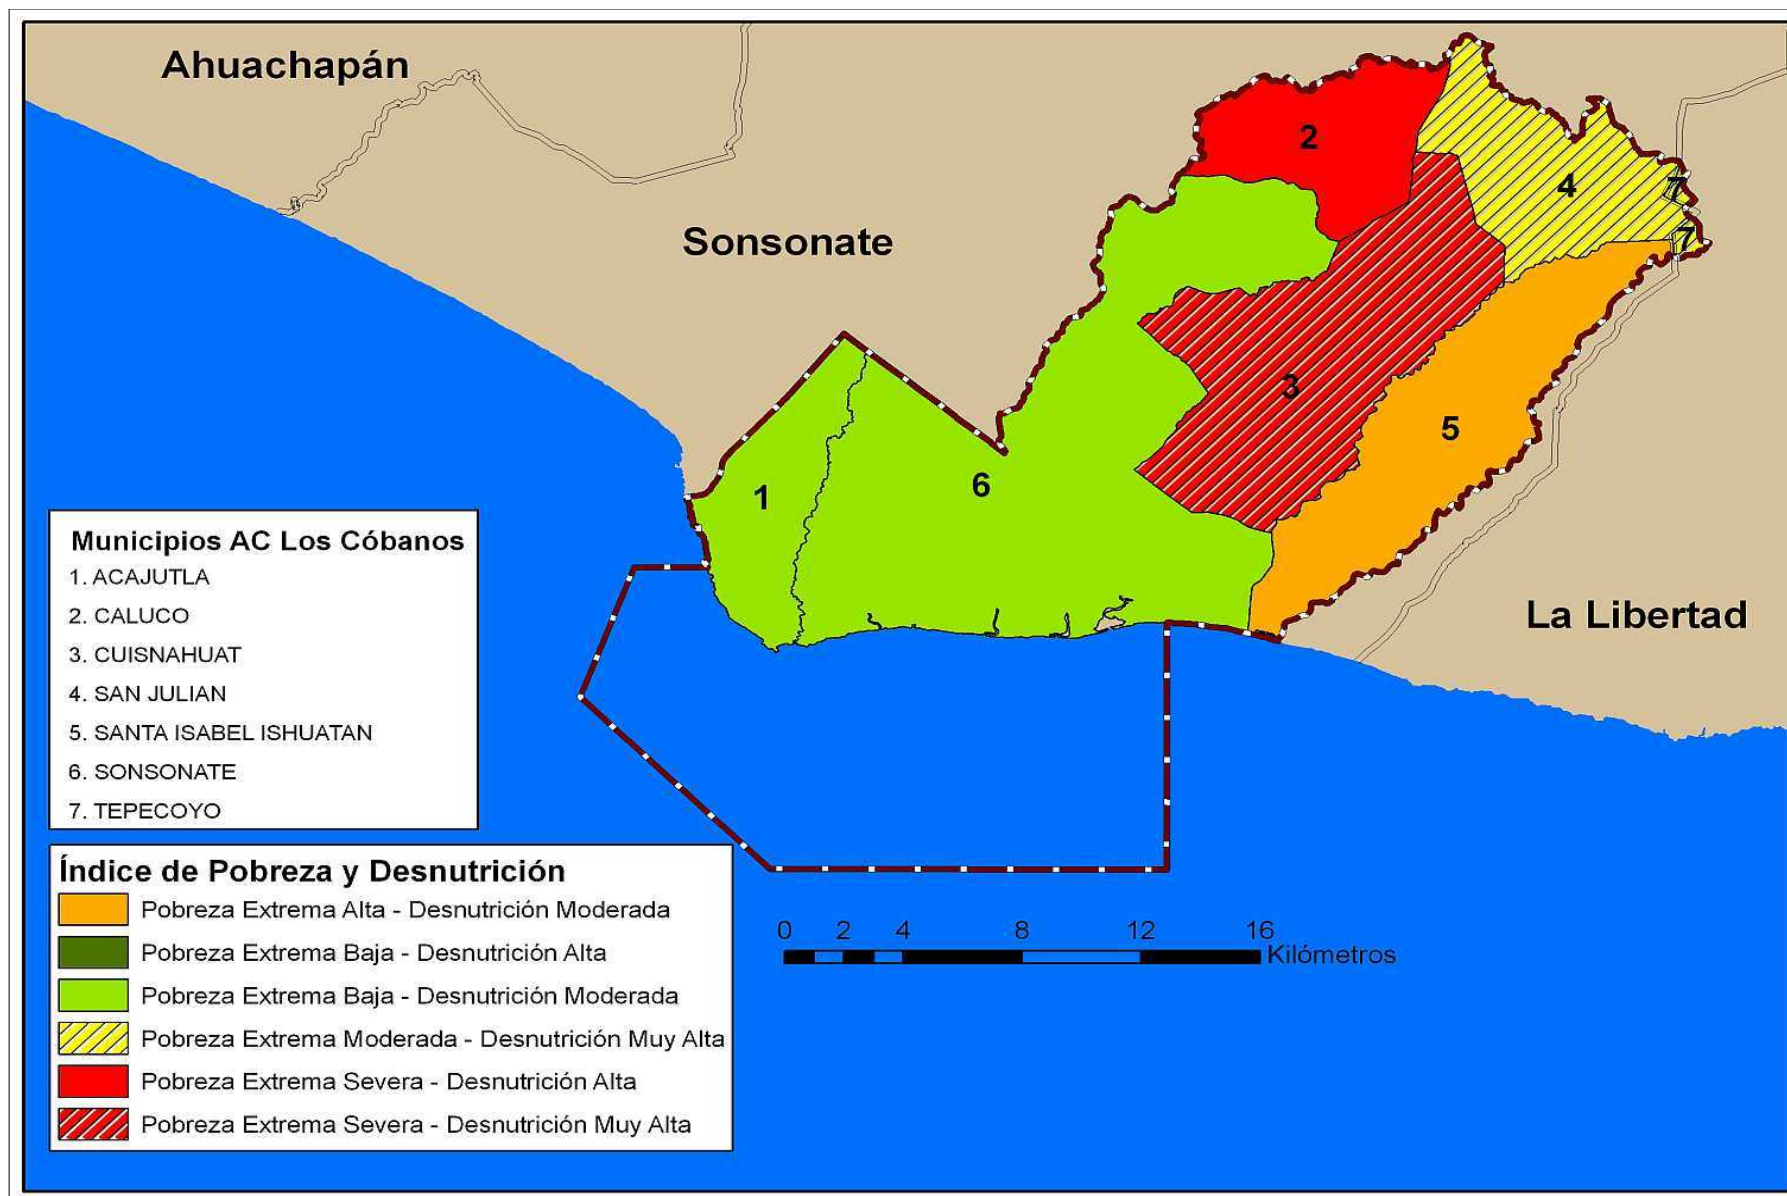 Ahuachapán
Sonsonate
La Libertad
2
4
7
7
3
5
1
6
Municipios AC Los Cóbanos
1. ACAJUTLA
2. CALUCO
3. CUISNAHUAT
4. SAN JULIAN
5. SANTA ISABEL ISHUATAN
6. SONSONATE
7. TEPECOYO
Índice de Pobreza y Desnutrición
Pobreza Extrema Alta - Desnutrición Moderada
Pobreza Extrema Baja - Desnutrición Alta
Pobreza Extrema Baja - Desnutrición Moderada
Pobreza Extrema Moderada - Desnutrición Muy Alta
Pobreza Extrema Severa - Desnutrición Alta
Pobreza Extrema Severa - Desnutrición Muy Alta
0 2 4 8 12 16
Kilómetros